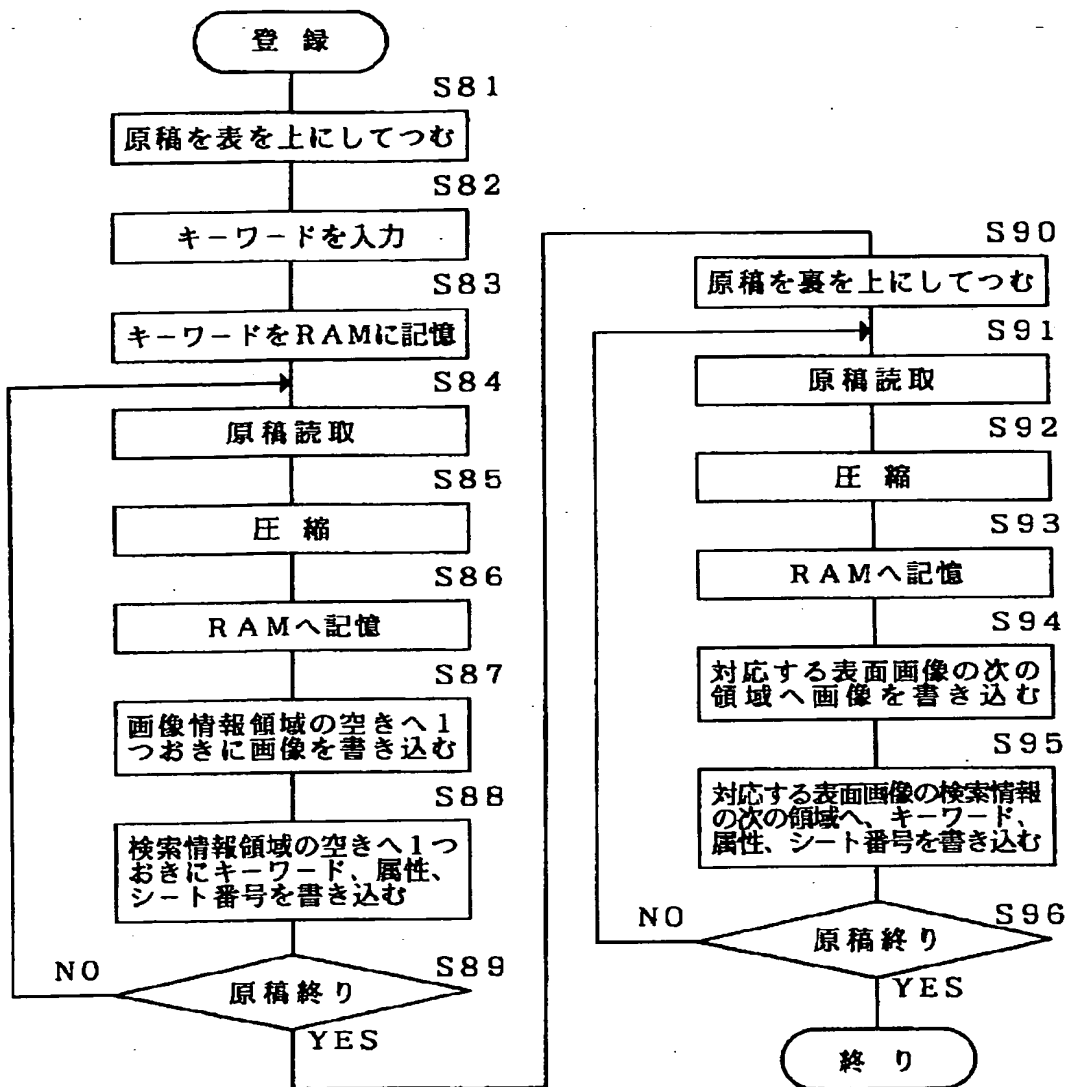 登録
S81
原稿を表を上にしてつむ
S82
キーワードを入力
S83
キーワードをRAMに記憶
S84
原稿読取
S85
圧縮
S86
RAMへ記憶
S87
画像情報領域の空きへ1
つおきに画像を書き込む
S88
検索情報領域の空きへ1つ
おきにキーワード、属性、
シート番号を書き込む
S89
原稿終り
NO
YES
S90
原稿を裏を上にしてつむ
S91
原稿読取
S92
圧縮
S93
RAMへ記憶
S94
対応する表面画像の次の
領域へ画像を書き込む
S95
対応する表面画像の検索情報
の次の領域へ、キーワード、
属性、シート番号を書き込む
S96
原稿終り
NO
YES
終り